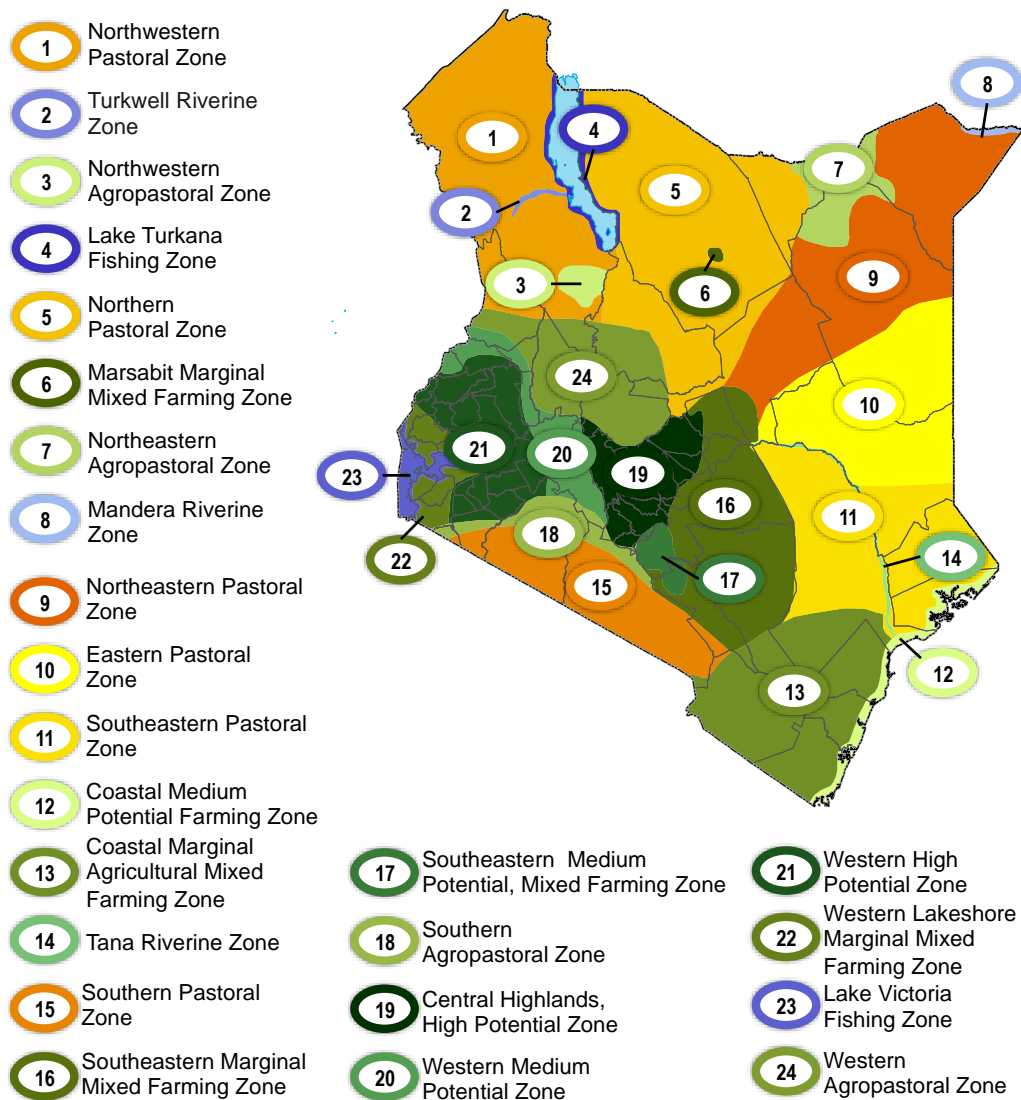 1
Northwestern
Pastoral Zone
2
Turkwell Riverine
Zone
3
Northwestern
Agropastoral Zone
4
Lake Turkana
Fishing Zone
5
Northern
Pastoral Zone
6
Marsabit Marginal
Mixed Farming Zone
7
Northeastern
Agropastoral Zone
8
Mandera Riverine
Zone
9
Northeastern Pastoral
Zone
10
Eastern Pastoral
Zone
11
Southeastern Pastoral
Zone
12
Coastal Medium
Potential Farming Zone
13
Coastal Marginal
Agricultural Mixed
Farming Zone
14
Tana Riverine Zone
15
Southern Pastoral
Zone
16
Southeastern Marginal
Mixed Farming Zone
17
Southeastern Medium
Potential, Mixed Farming Zone
18
Southern
Agropastoral Zone
19
Central Highlands,
High Potential Zone
20
Western Medium
Potential Zone
21
Western High
Potential Zone
22
Western Lakeshore
Marginal Mixed
Farming Zone
23
Lake Victoria
Fishing Zone
24
Western
Agropastoral Zone
8
4
1
7
5
2
9
3
6
24
10
21
20
19
23
16
11
18
14
22
17
15
12
13